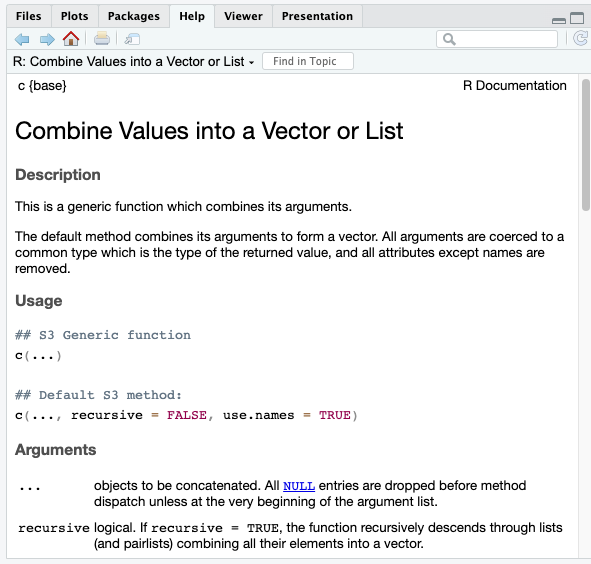 Files Plots Packages Help Viewer Presentation
R: Combine Values into a Vector or List Find in Topic
c {base} R Documentation
Combine Values into a Vector or List
Description
This is a generic function which combines its arguments.
The default method combines its arguments to form a vector. All arguments are coerced to a
common type which is the type of the returned value, and all attributes except names are
removed.
Usage
## S3 Generic function
c(...)
## Default S3 method:
c(..., recursive = FALSE, use.names = TRUE)
Arguments
... objects to be concatenated. All NULL entries are dropped before method
dispatch unless at the very beginning of the argument list.
recursive logical. If recursive = TRUE, the function recursively descends through lists
(and pairlists) combining all their elements into a vector.